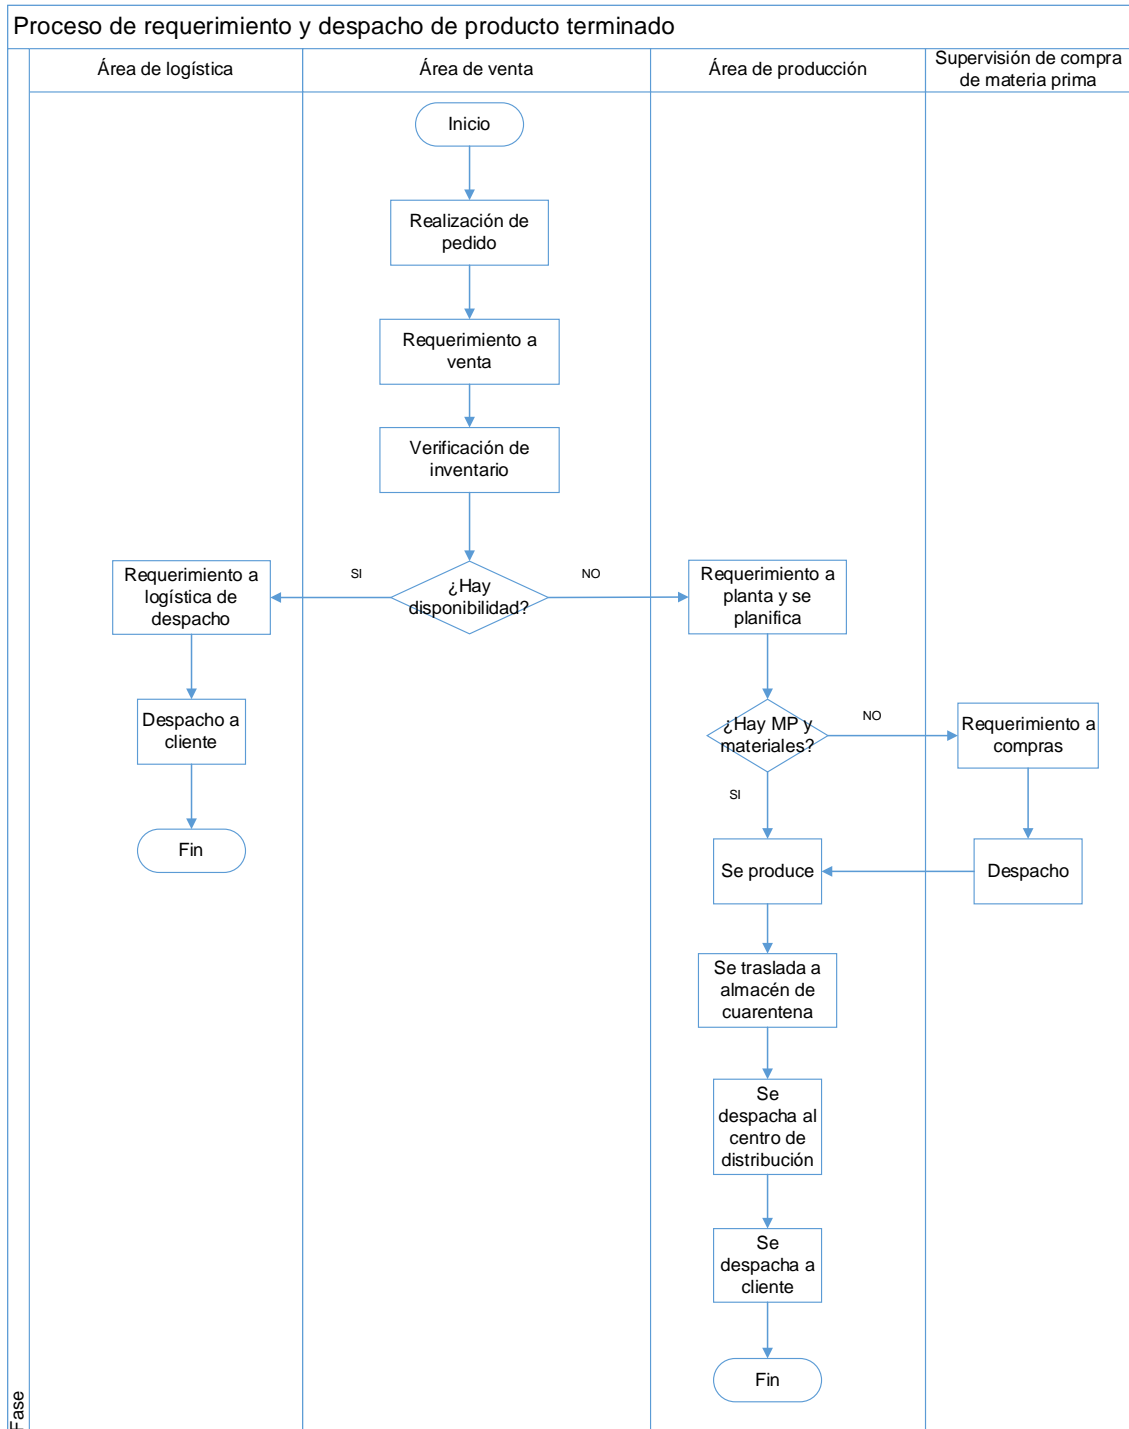 Proceso de requerimiento y despacho de producto terminado
Área de logística
Área de venta
Área de producción
Supervisión de compra
de materia prima
Inicio
Realización de
pedido
Requerimiento a
venta
Verificación de
inventario
¿Hay
disponibilidad?
SI
NO
Requerimiento a
logística de
despacho
Despacho a
cliente
Fin
Requerimiento a
planta y se
planifica
¿Hay MP y
materiales?
NO
SI
Requerimiento a
compras
Despacho
Se produce
Se traslada a
almacén de
cuarentena
Se
despacha al
centro de
distribución
Se
despacha a
cliente
Fin
Fase